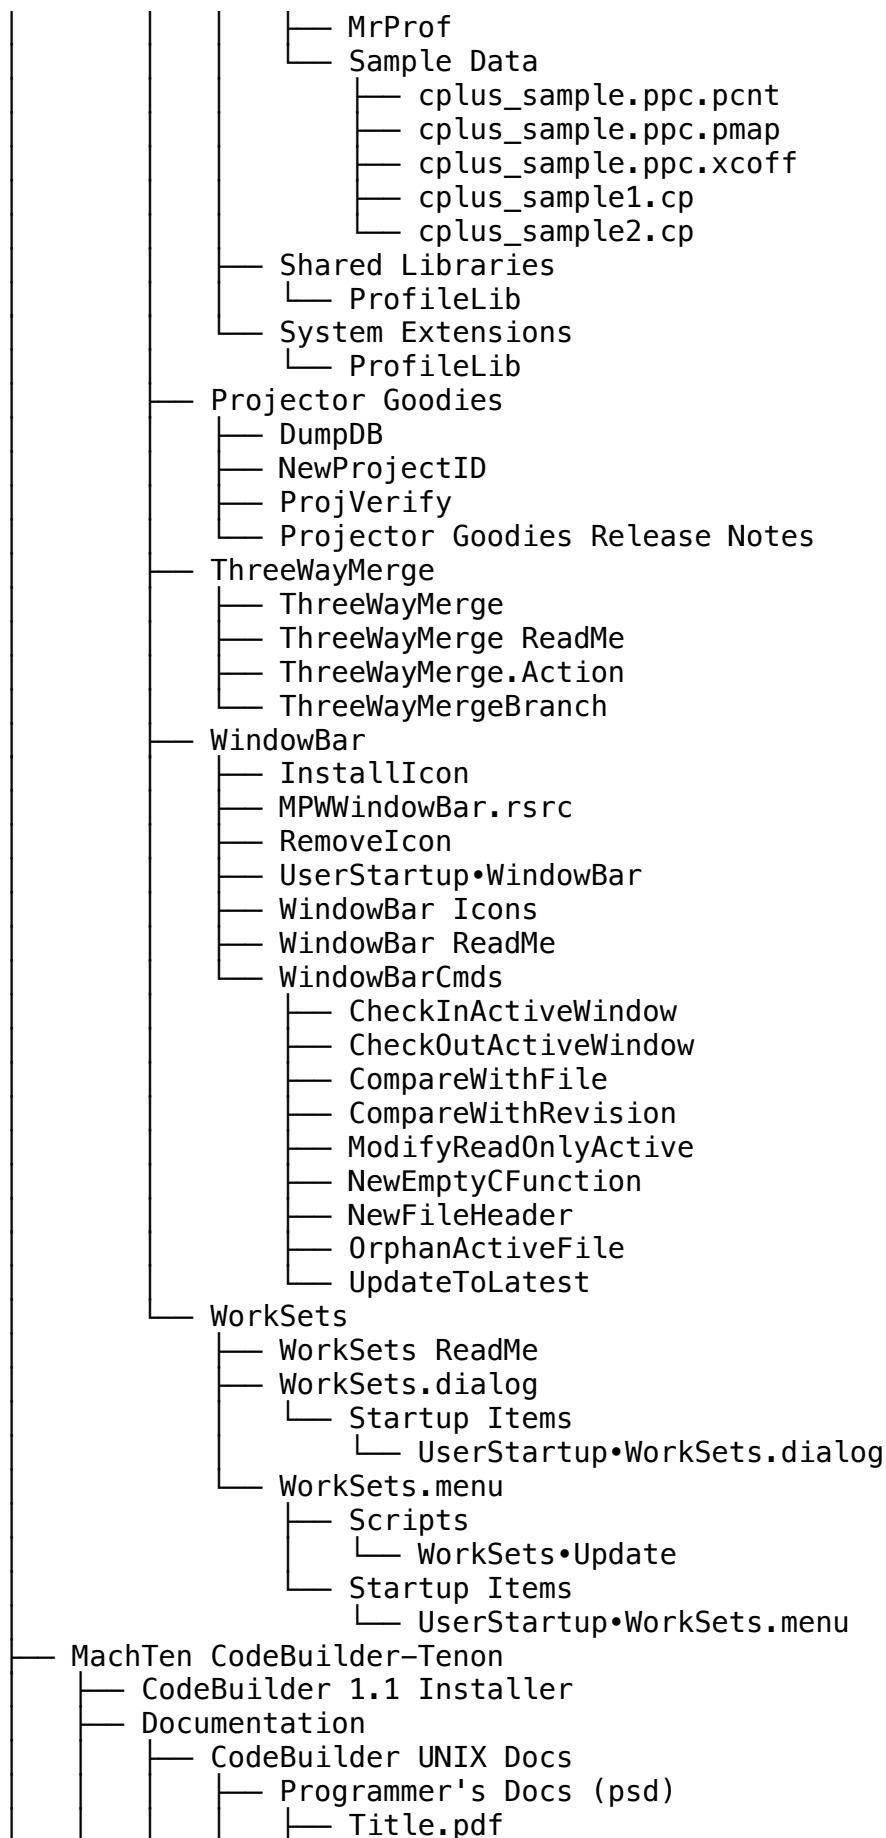 │       │   │   ├── MrProf
│       │   │   └── Sample Data
│       │   │       ├── cplus_sample.ppc.pcnt
│       │   │       ├── cplus_sample.ppc.pmap
│       │   │       ├── cplus_sample.ppc.xcoff
│       │   │       ├── cplus_sample1.cp
│       │   │       └── cplus_sample2.cp
│       │   ├── Shared Libraries
│       │   │   └── ProfileLib
│       │   └── System Extensions
│       │       └── ProfileLib
│       ├── Projector Goodies
│       │   ├── DumpDB
│       │   ├── NewProjectID
│       │   ├── ProjVerify
│       │   └── Projector Goodies Release Notes
│       ├── ThreeWayMerge
│       │   ├── ThreeWayMerge
│       │   ├── ThreeWayMerge ReadMe
│       │   ├── ThreeWayMerge.Action
│       │   └── ThreeWayMergeBranch
│       ├── WindowBar
│       │   ├── InstallIcon
│       │   ├── MPWWindowBar.rsrc
│       │   ├── RemoveIcon
│       │   ├── UserStartup•WindowBar
│       │   ├── WindowBar Icons
│       │   ├── WindowBar ReadMe
│       │   └── WindowBarCmds
│       │       ├── CheckInActiveWindow
│       │       ├── CheckOutActiveWindow
│       │       ├── CompareWithFile
│       │       ├── CompareWithRevision
│       │       ├── ModifyReadOnlyActive
│       │       ├── NewEmptyCFunction
│       │       ├── NewFileHeader
│       │       ├── OrphanActiveFile
│       │       └── UpdateToLatest
│       └── WorkSets
│           ├── WorkSets ReadMe
│           ├── WorkSets.dialog
│           │   └── Startup Items
│           │       └── UserStartup•WorkSets.dialog
│           └── WorkSets.menu
│               ├── Scripts
│               │   └── WorkSets•Update
│               └── Startup Items
│                   └── UserStartup•WorkSets.menu
├── MachTen CodeBuilder-Tenon
│   ├── CodeBuilder 1.1 Installer
│   ├── Documentation
│   │   ├── CodeBuilder UNIX Docs
│   │   │   ├── Programmer's Docs (psd)
│   │   │   │   ├── Title.pdf